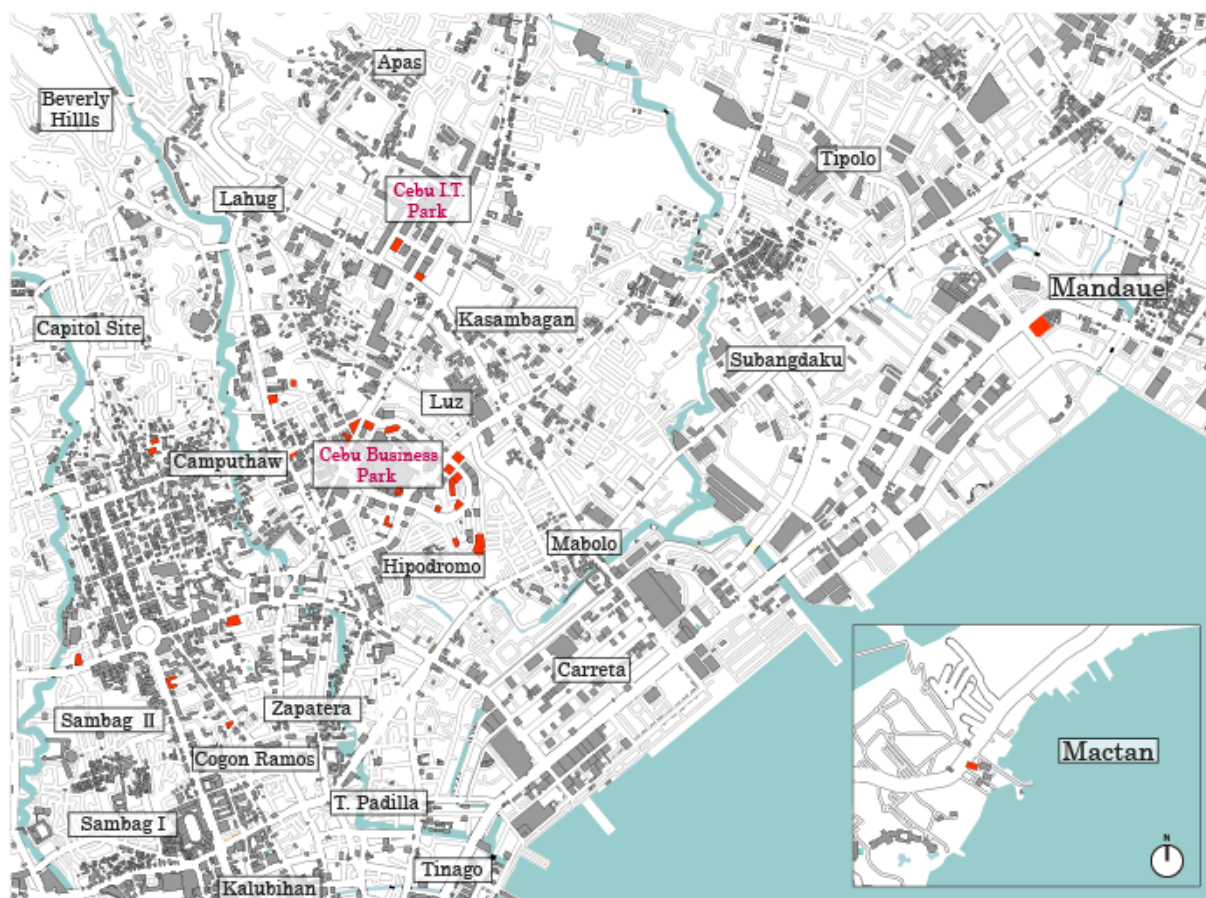 Apas
Beverly
Hillls
Tipolo
Cebu I.T.
Park
Lahug
Mandaue
Kasambagan
Capitol Site
Subangdaku
Luz
Cebu Business
Park
Camputhaw
Mabolo
Hipodromo
Carreta
Zapatera
Sambag II
Mactan
Cogon Ramos
T. Padilla
Sambag I
N
Tinago
Kalubihan